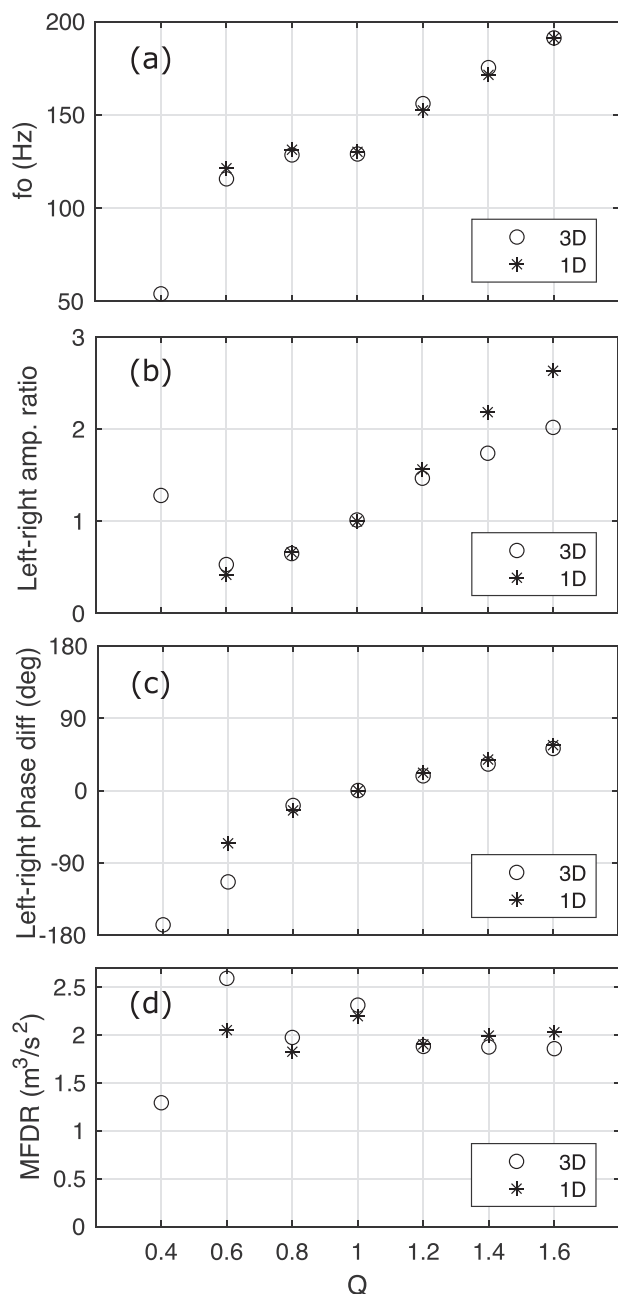 200
(a)
150
fo (Hz)
100
3D
1D
50
3
(b)
2
Left-right amp. ratio
1
3D
1D
0
180
(c)
90
Left-right phase diff (deg)
0
-90
3D
1D
-180
2.5
(d)
2
MFDR (m³/s²)
1.5
1
3D
0.5
1D
0
0.4 0.6 0.8 1 1.2 1.4 1.6
Q